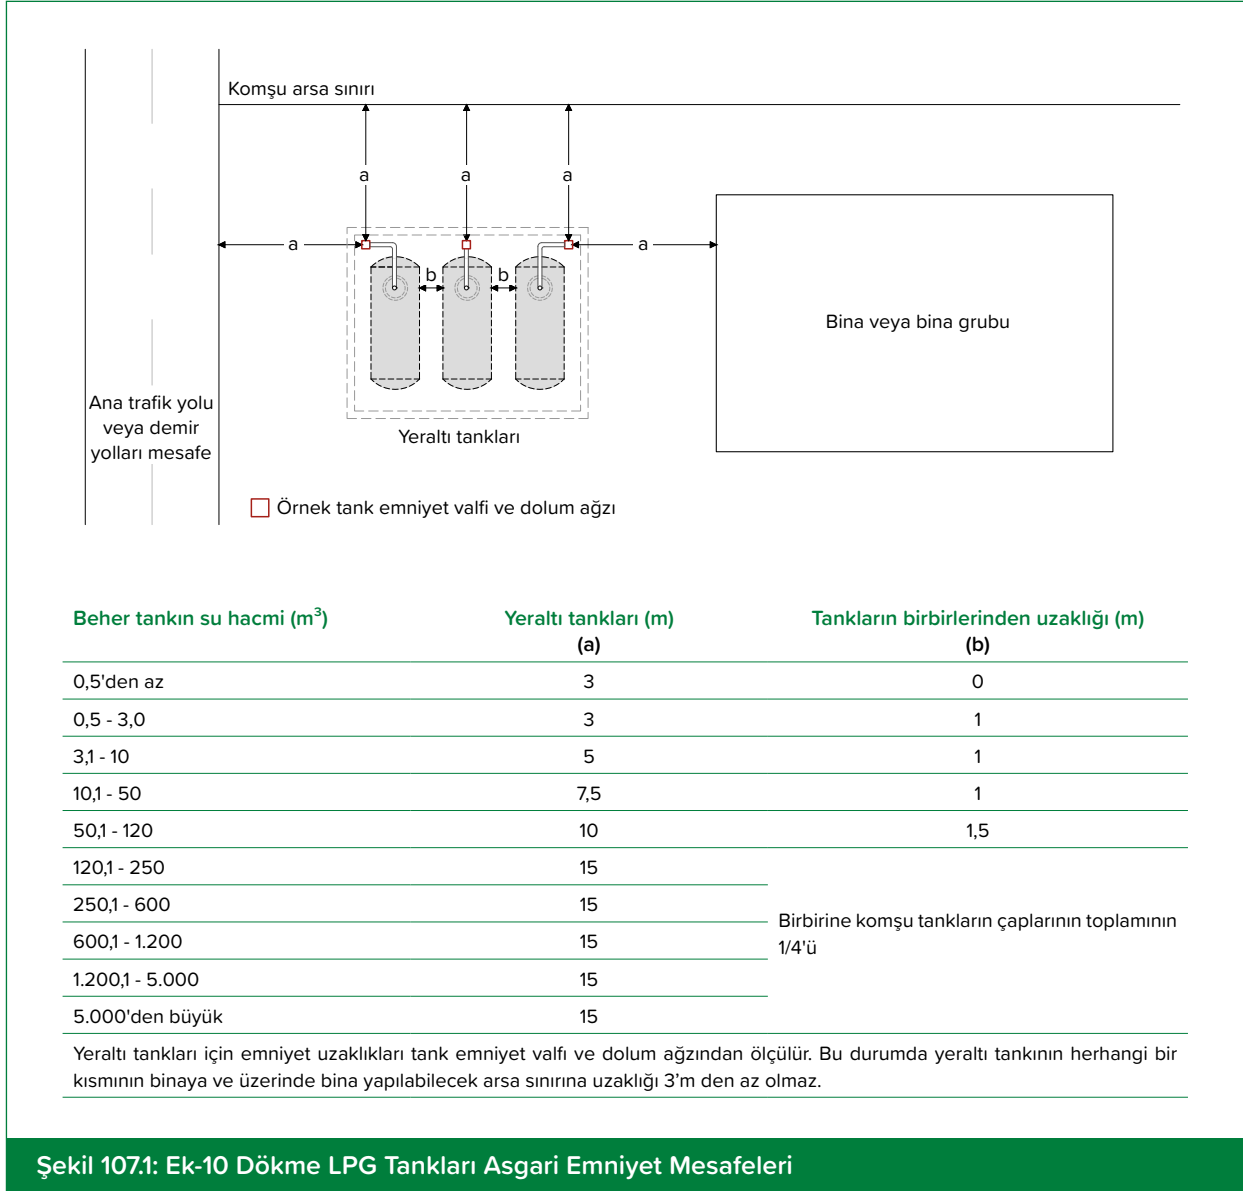 Komşu arsa sınırı
a
a
a
a
a
b
b
Bina veya bina grubu
Ana trafik yolu
veya demir
yolları mesafe
Yeraltı tankları
Örnek tank emniyet valfi ve dolum ağzı
Beher tankın su hacmi (m³) Yeraltı tankları (m) Tankların birbirlerinden uzaklığı (m)
(a) (b)
0,5'den az 3 0
0,5 - 3,0 3 1
3,1 - 10 5 1
10,1 - 50 7,5 1
50,1 - 120 10 1,5
120,1 - 250 15
250,1 - 600 15
Birbirine komşu tankların çaplarının toplamının
600,1 - 1.200 15
1/4'ü
1.200,1 - 5.000 15
5.000'den büyük 15
Yeraltı tankları için emniyet uzaklıkları tank emniyet valfı ve dolum ağzından ölçülür. Bu durumda yeraltı tankının herhangi bir
kısmının binaya ve üzerinde bina yapılabilecek arsa sınırına uzaklığı 3'm den az olmaz.
Şekil 107.1: Ek-10 Dökme LPG Tankları Asgari Emniyet Mesafeleri